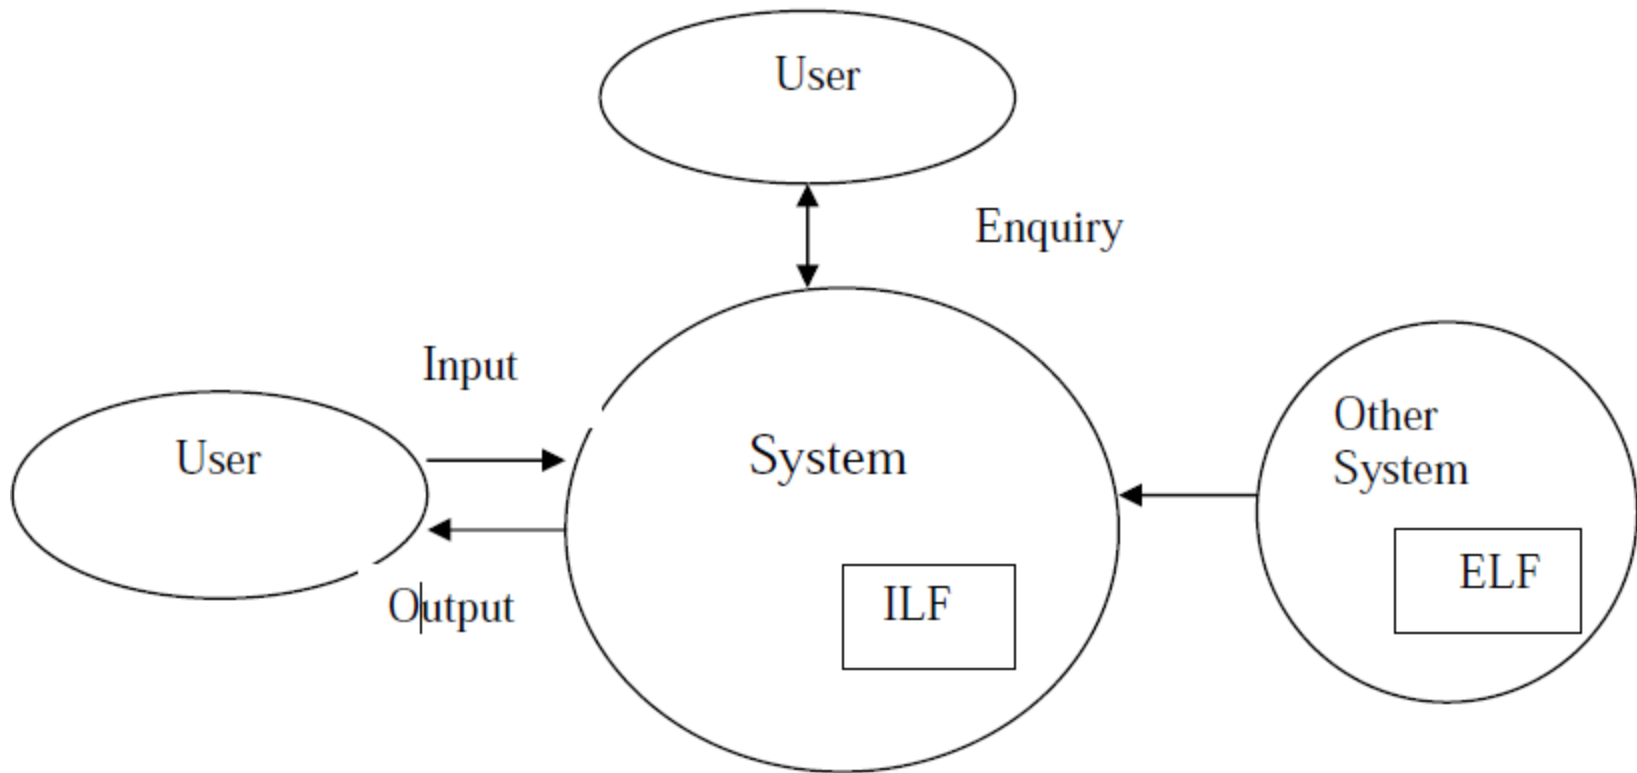 User
Enquiry
Input
User
System
Other
System
ELF
ILF
Output